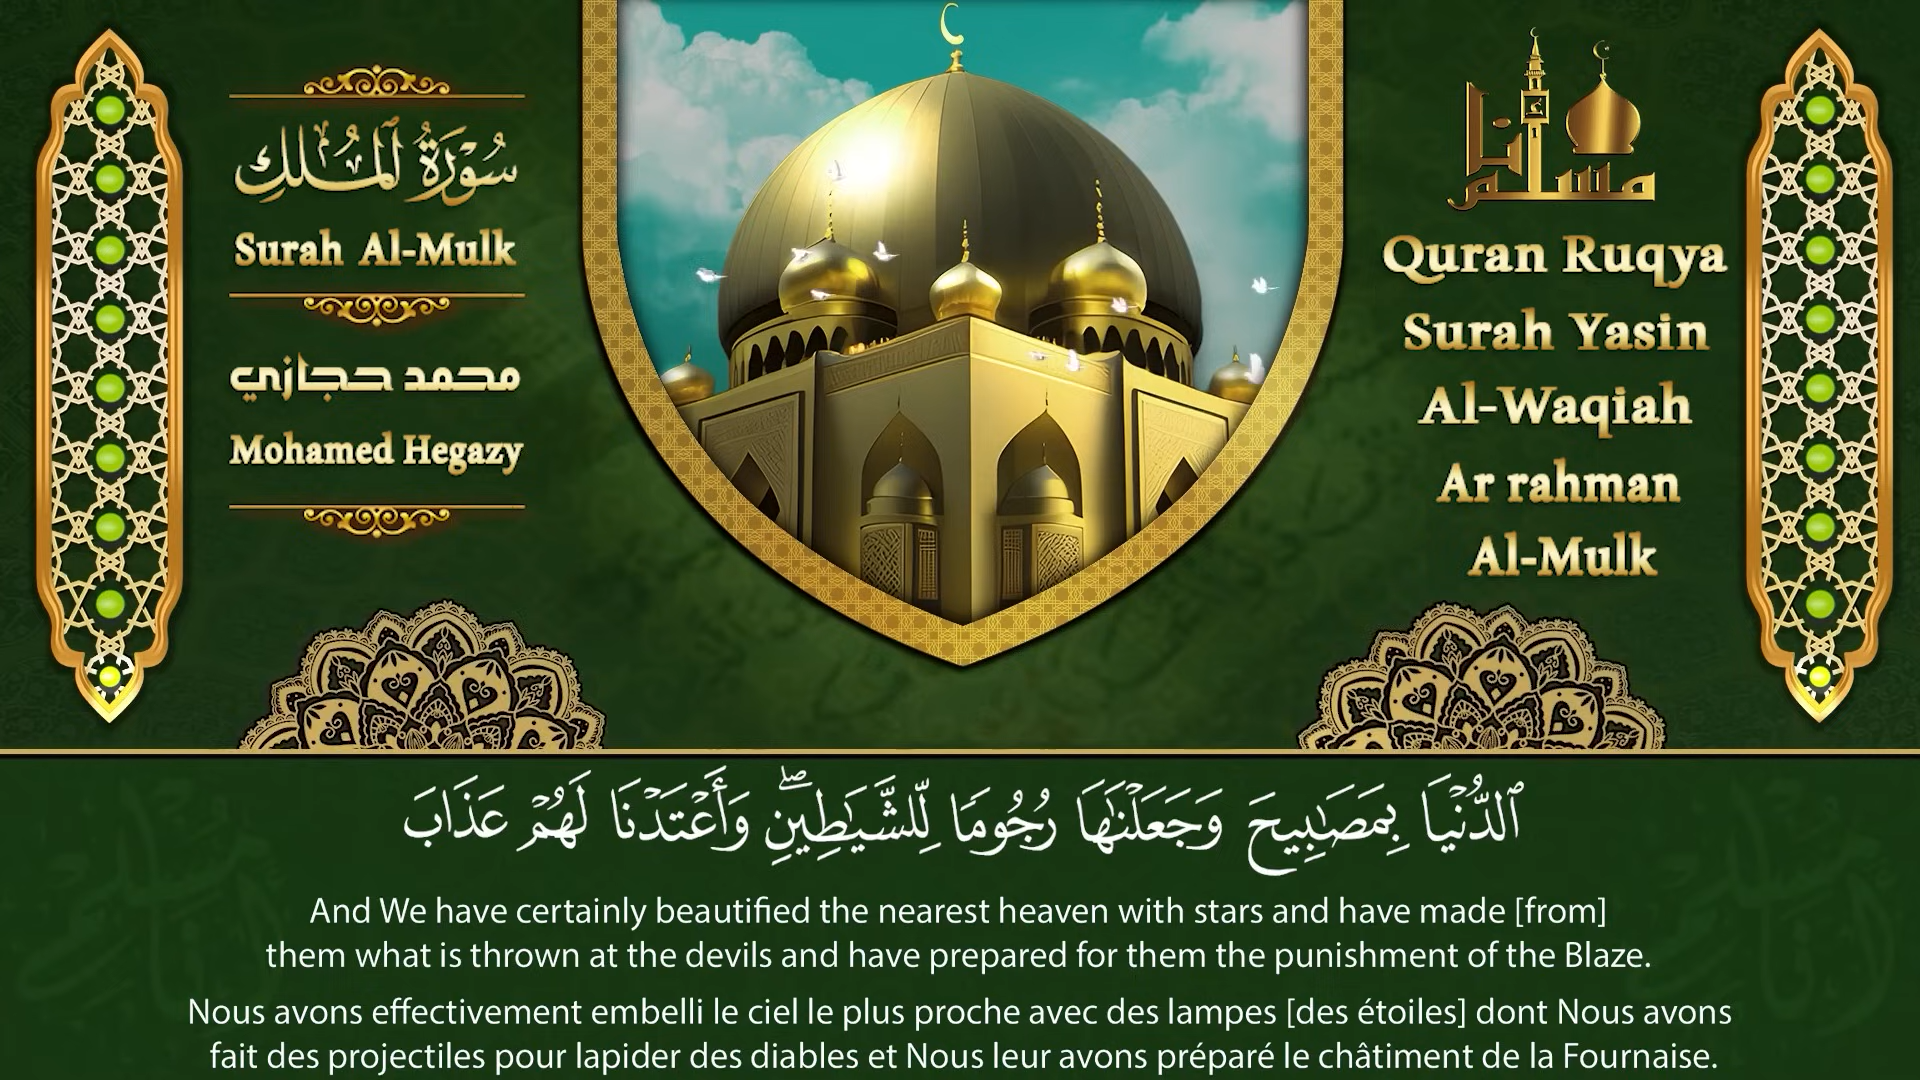 سُورَةُ ٱلْمُلْكِ
Surah Al-Mulk
محمد حجازي
Mohamed Hegazy
أنا مسلم
Quran Ruqya
Surah Yasin
Al-Waqiah
Ar rahman
Al-Mulk
ٱلدُّنْيَا بِمَصَٰبِيحَ وَجَعَلْنَٰهَا رُجُومًا لِّلشَّيَٰطِينِ ۖ وَأَعْتَدْنَا لَهُمْ عَذَابَ
And We have certainly beautified the nearest heaven with stars and have made [from]
them what is thrown at the devils and have prepared for them the punishment of the Blaze.
Nous avons effectivement embelli le ciel le plus proche avec des lampes [des étoiles] dont Nous avons
fait des projectiles pour lapider des diables et Nous leur avons préparé le châtiment de la Fournaise.